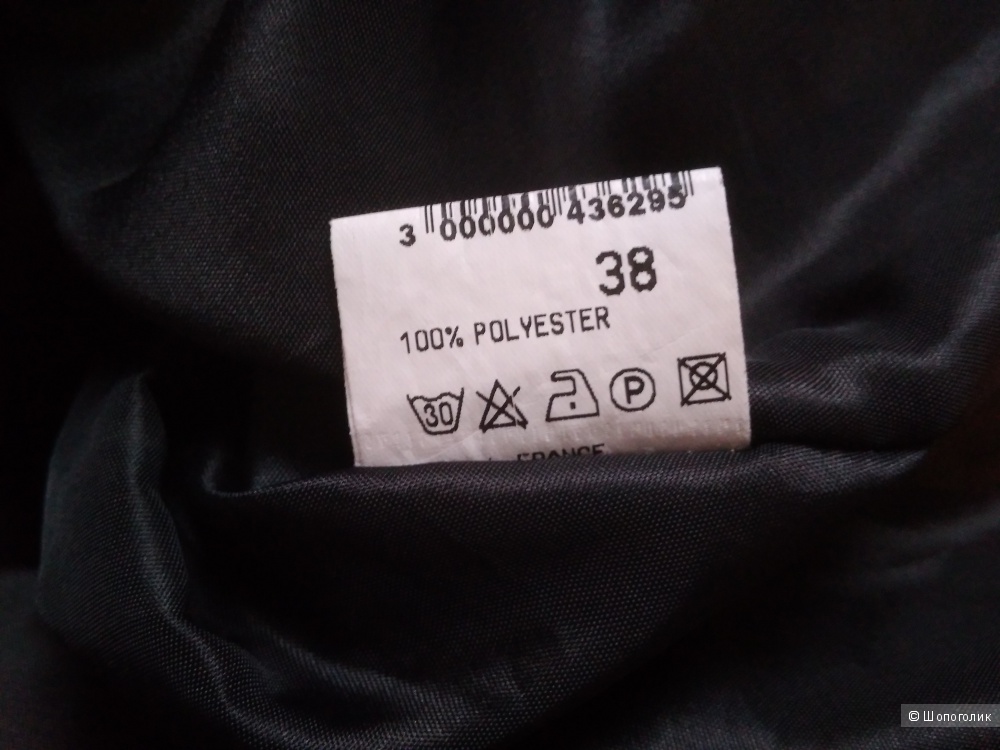 3 000000 436295
38
100% POLYESTER
30 P
FRANCE
© Шопоголик